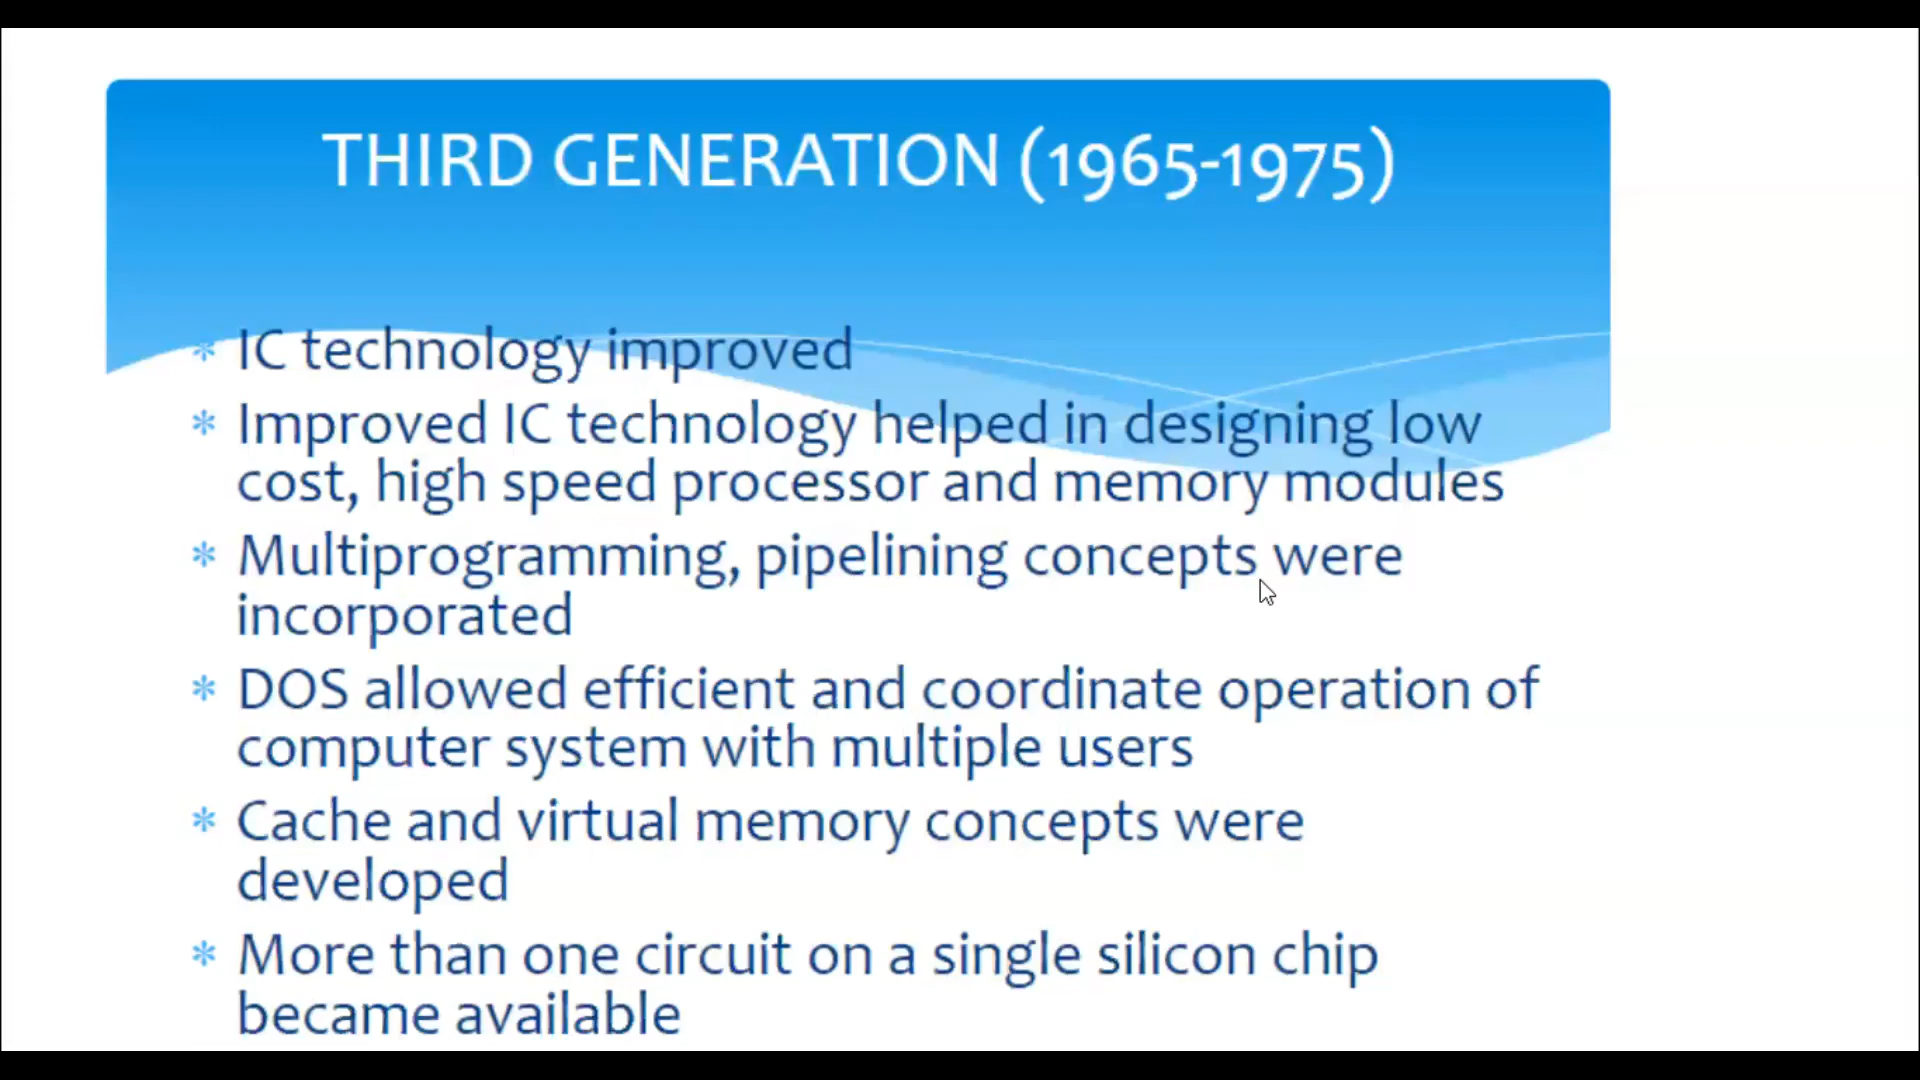 THIRD GENERATION (1965-1975)
* IC technology improved
* Improved IC technology helped in designing low
cost, high speed processor and memory modules
* Multiprogramming, pipelining concepts were
incorporated
* DOS allowed efficient and coordinate operation of
computer system with multiple users
* Cache and virtual memory concepts were
developed
* More than one circuit on a single silicon chip
became available